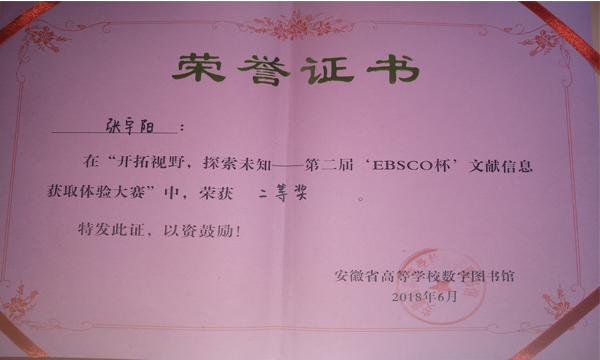 荣誉证书
张宇阳：
在“开拓视野，探索未知——第二届‘EBSCO杯’文献信息
获取体验大赛”中，荣获 二等奖 。
特发此证，以资鼓励！
安徽省高等学校数字图书馆
2018年6月